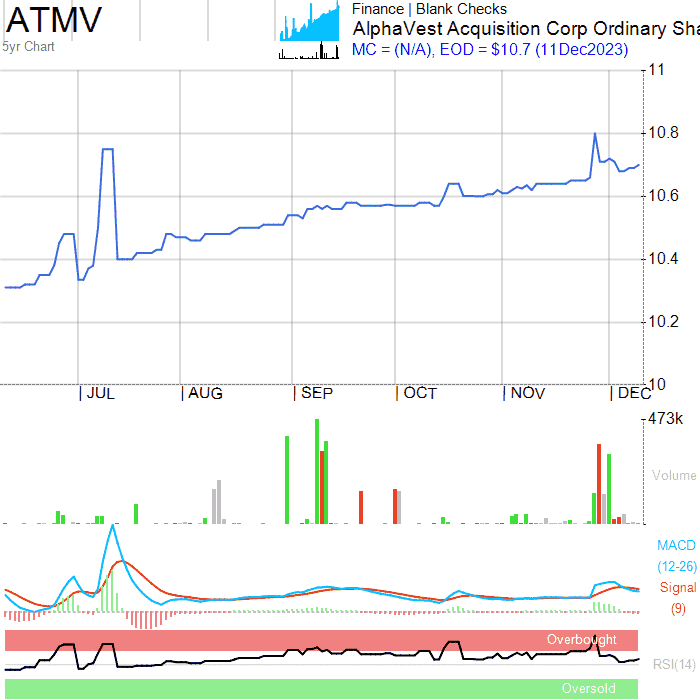 ATMV
5yr Chart
Finance | Blank Checks
AlphaVest Acquisition Corp Ordinary Sha
MC = (N/A), EOD = $10.7 (11Dec2023)
11
10.8
10.6
10.4
10.2
10
| JUL
| AUG
| SEP
| OCT
| NOV
| DEC
473k
Volume
MACD
(12-26)
Signal
(9)
Overbought
RSI(14)
Oversold